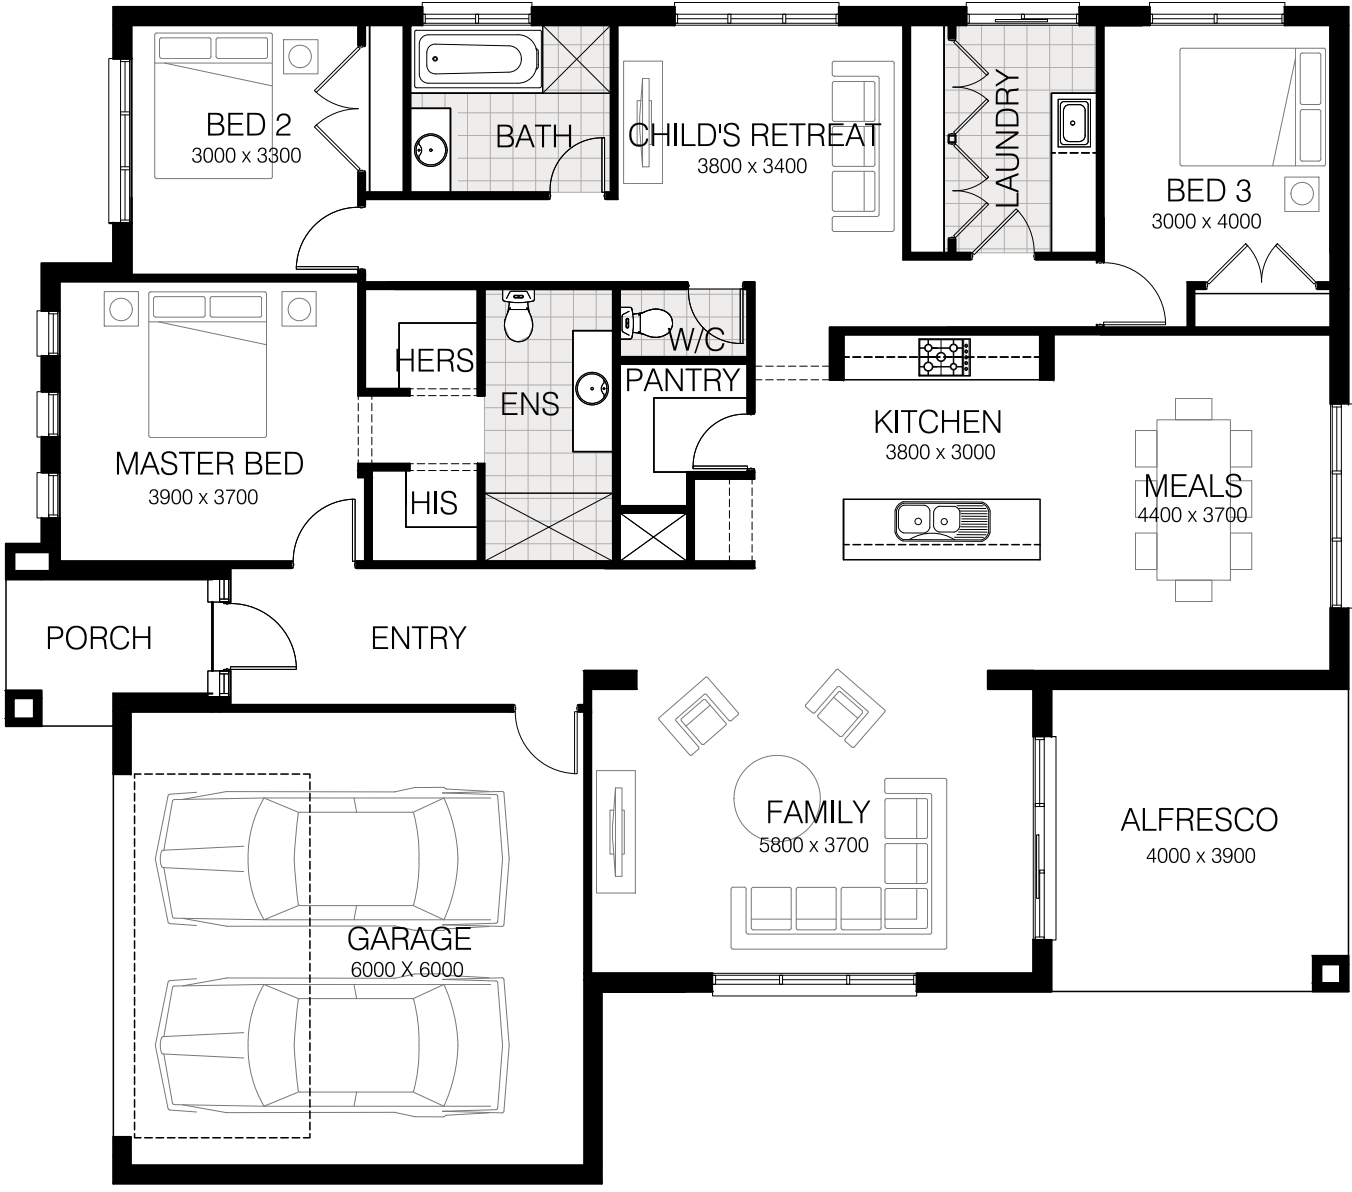 BED 2
3000 x 3300
BATH
CHILD'S RETREAT
3800 x 3400
LAUNDRY
BED 3
3000 x 4000
HERS
W/C
PANTRY
ENS
KITCHEN
3800 x 3000
MASTER BED
3900 x 3700
HIS
MEALS
4400 x 3700
PORCH
ENTRY
FAMILY
5800 x 3700
ALFRESCO
4000 x 3900
GARAGE
6000 X 6000